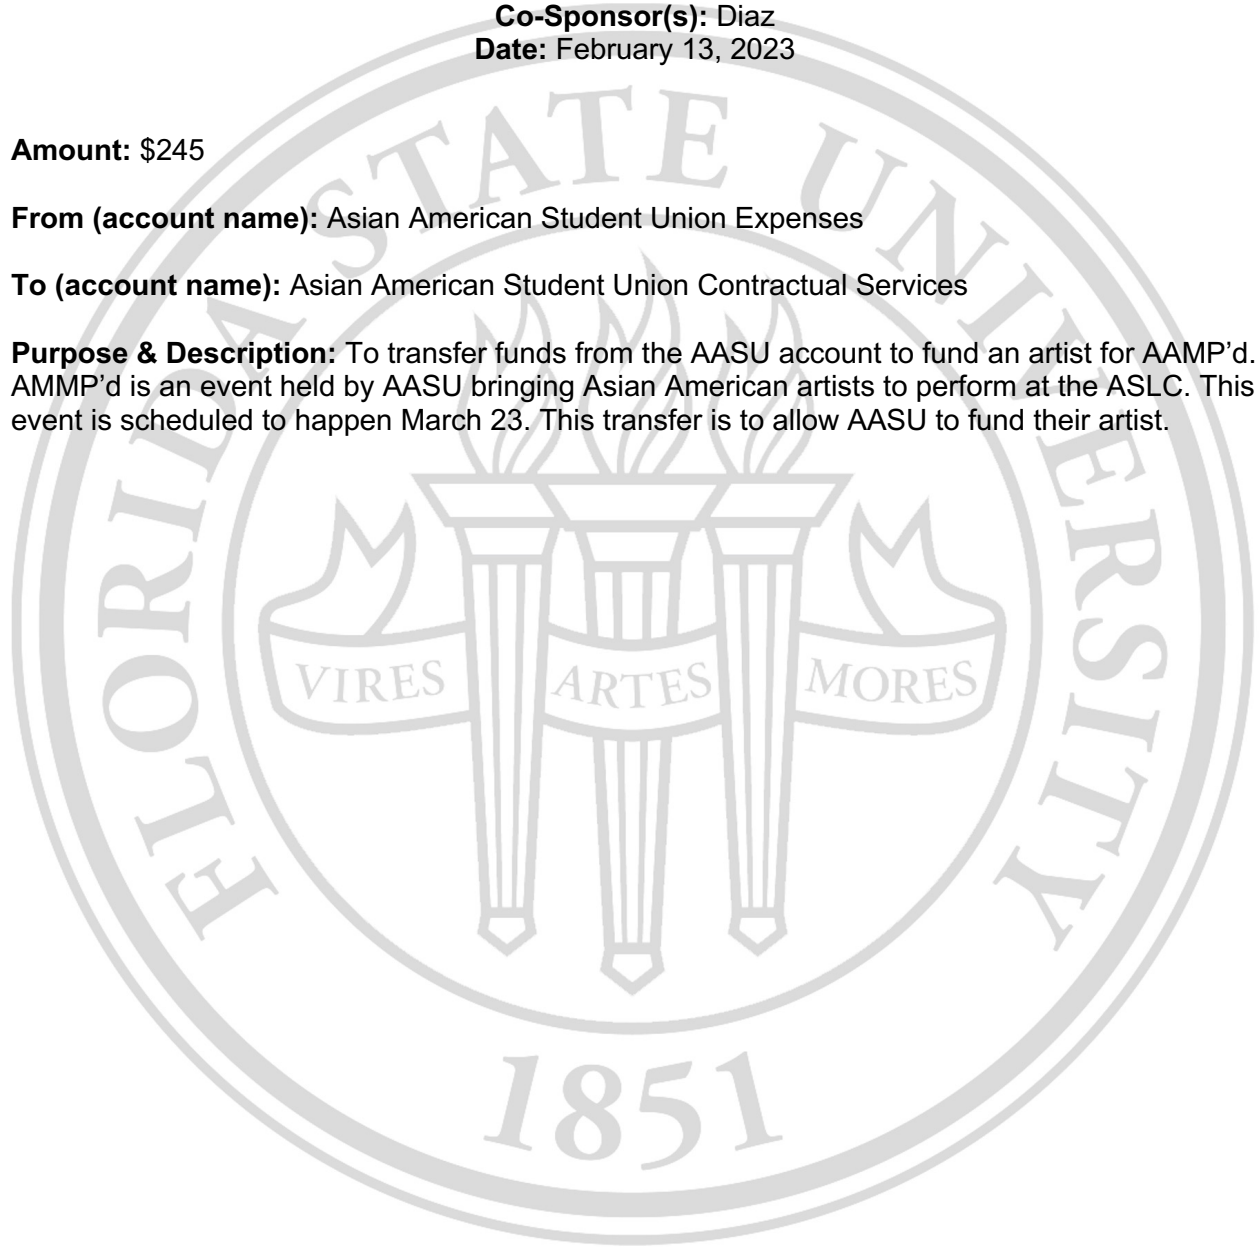 Co-Sponsor(s): Diaz
Date: February 13, 2023
Amount: $245
From (account name): Asian American Student Union Expenses
To (account name): Asian American Student Union Contractual Services
Purpose & Description: To transfer funds from the AASU account to fund an artist for AAMP’d.
AMMP’d is an event held by AASU bringing Asian American artists to perform at the ASLC. This
event is scheduled to happen March 23. This transfer is to allow AASU to fund their artist.
FLORIDA STATE UNIVERSITY
VIRES ARTES MORES
1851